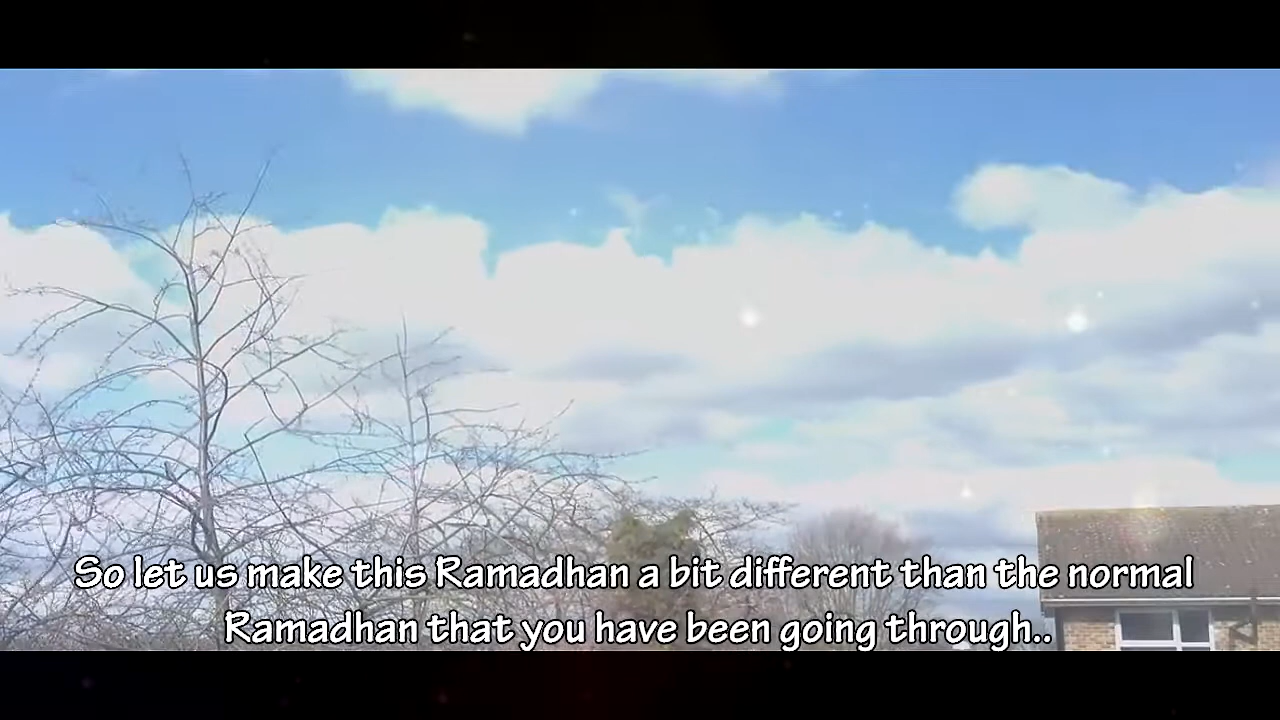 So let us make this Ramadhan a bit different than the normal
Ramadhan that you have been going through..